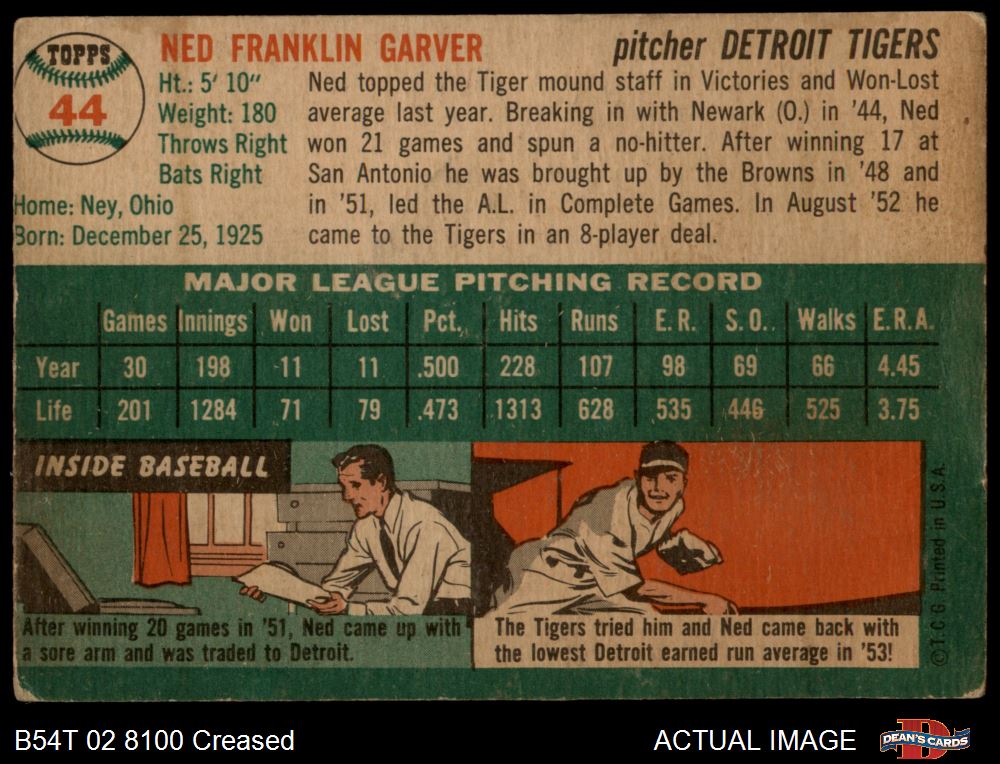 TOPPS
44
NED FRANKLIN GARVER
pitcher DETROIT TIGERS
Ht.: 5' 10"
Weight: 180
Throws Right
Bats Right
Home: Ney, Ohio
Born: December 25, 1925
Ned topped the Tiger mound staff in Victories and Won-Lost
average last year. Breaking in with Newark (O.) in '44, Ned
won 21 games and spun a no-hitter. After winning 17 at
San Antonio he was brought up by the Browns in '48 and
in '51, led the A.L. in Complete Games. In August '52 he
came to the Tigers in an 8-player deal.
MAJOR LEAGUE PITCHING RECORD
Games Innings Won Lost Pct. Hits Runs E.R. S.O. Walks E.R.A.
Year 30 198 11 11 .500 228 107 98 69 66 4.45
Life 201 1284 71 79 .473 1313 628 535 446 525 3.75
INSIDE BASEBALL
After winning 20 games in '51, Ned came up with
a sore arm and was traded to Detroit.
The Tigers tried him and Ned came back with
the lowest Detroit earned run average in '53!
© T.C.G. Printed in U.S.A.
B54T 02 8100 Creased
ACTUAL IMAGE
D
DEAN'S CARDS